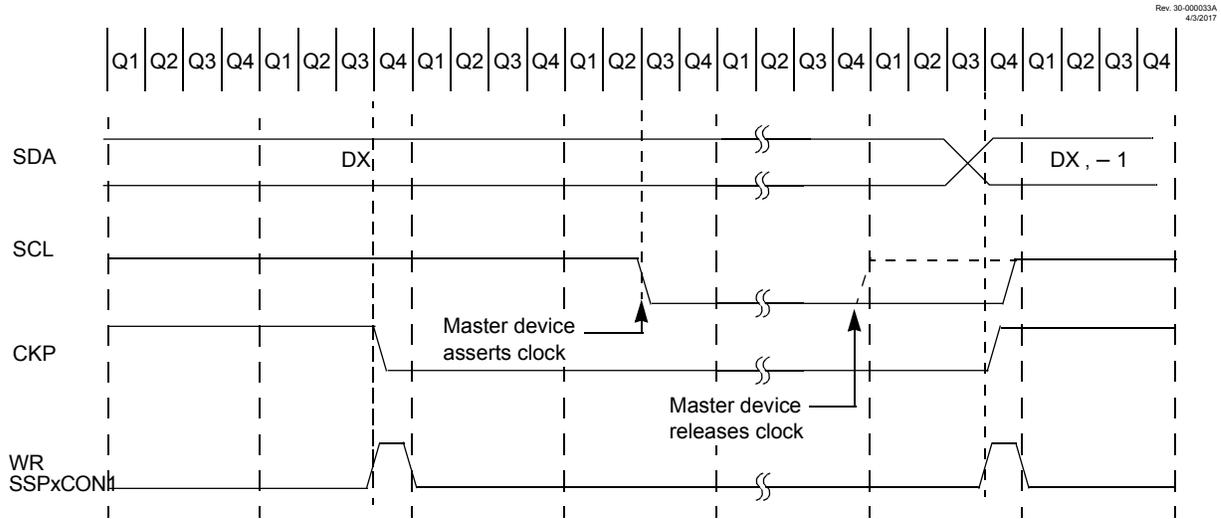 Rev. 30-000033A
4/3/2017
Q1 Q2 Q3 Q4 Q1 Q2 Q3 Q4 Q1 Q2 Q3 Q4 Q1 Q2 Q3 Q4 Q1 Q2 Q3 Q4 Q1 Q2 Q3 Q4 Q1 Q2 Q3 Q4
SDA
DX
DX , – 1
SCL
Master device
asserts clock
CKP
Master device
releases clock
WR
SSPxCON1